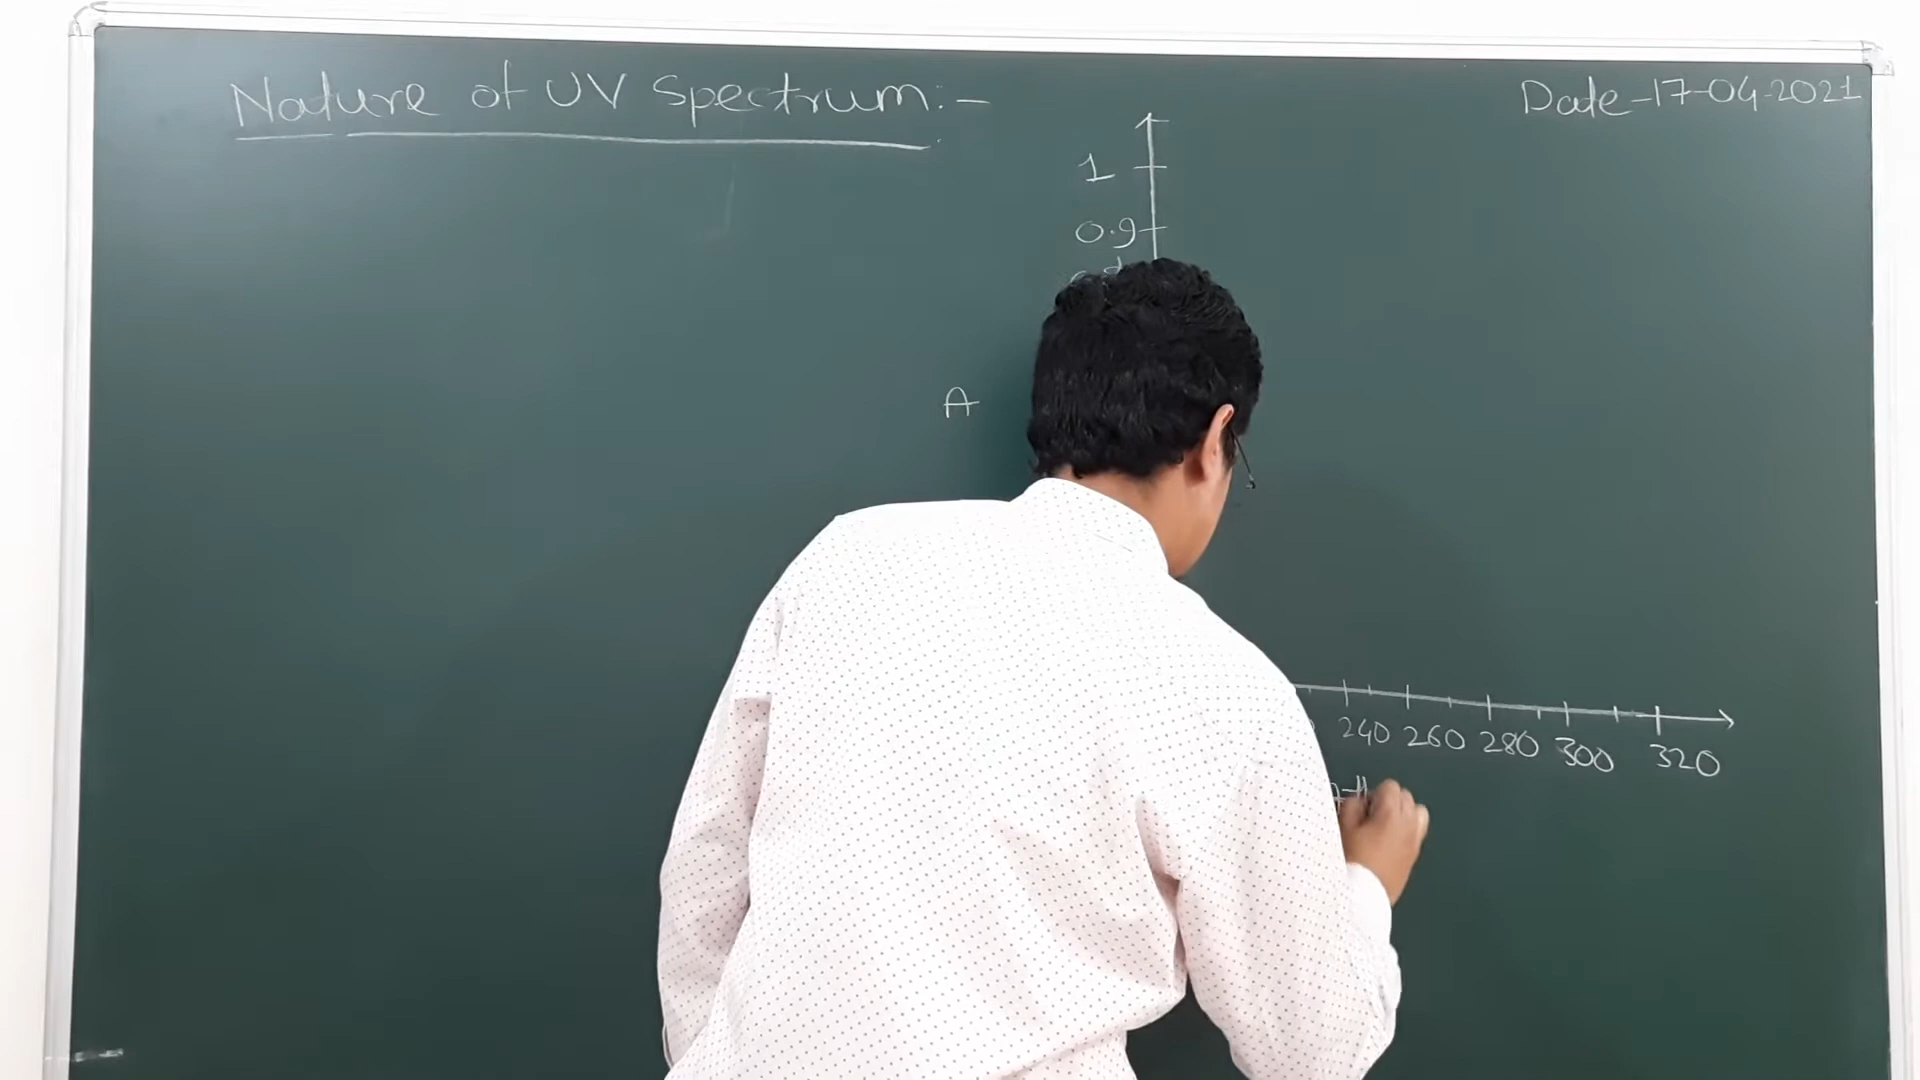 Nature of UV Spectrum:-
Date-17-04-2021
1
0.9
A
240 260 280 300 320